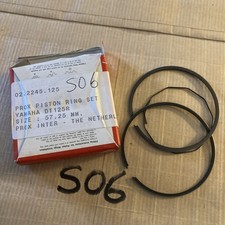 S06
02.2240.125
PROX PISTON RING SET
YAMAHA DT125R
SIZE : 57.25 MM.
PROX INTER - THE NETHERL
S06